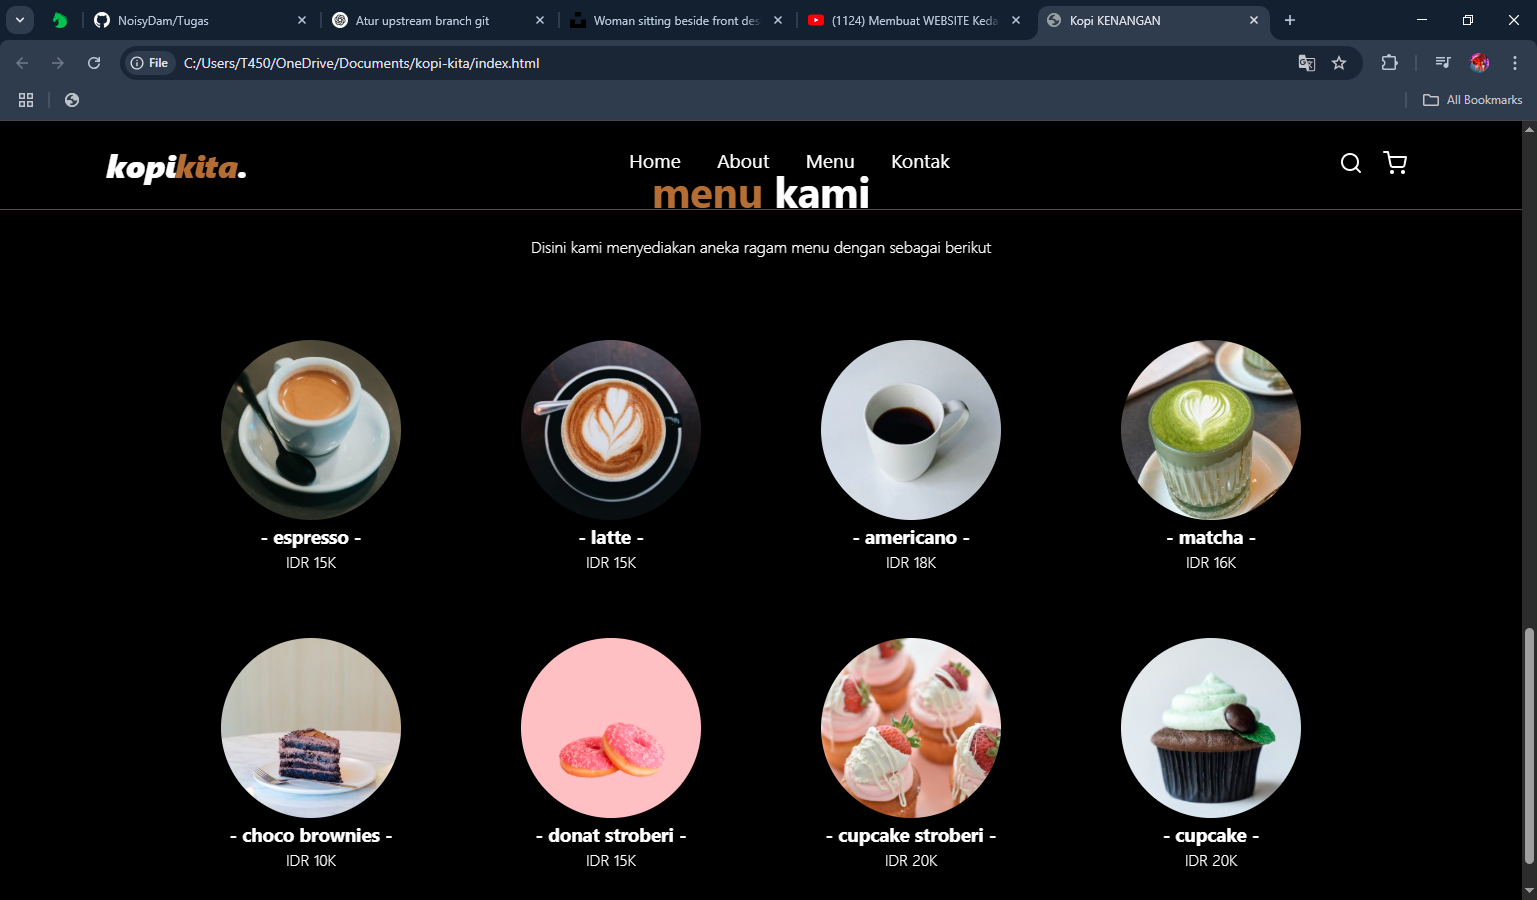 NoisyDam/Tugas
Atur upstream branch git
Woman sitting beside front des
(1124) Membuat WEBSITE Keda
Kopi KENANGAN
File
C:/Users/T450/OneDrive/Documents/kopi-kita/index.html
All Bookmarks
kopikita.
Home About Menu Kontak
menu kami
Disini kami menyediakan aneka ragam menu dengan sebagai berikut
- espresso - - latte - - americano - - matcha -
IDR 15K IDR 15K IDR 18K IDR 16K
- choco brownies - - donat stroberi - - cupcake stroberi - - cupcake -
IDR 10K IDR 15K IDR 20K IDR 20K